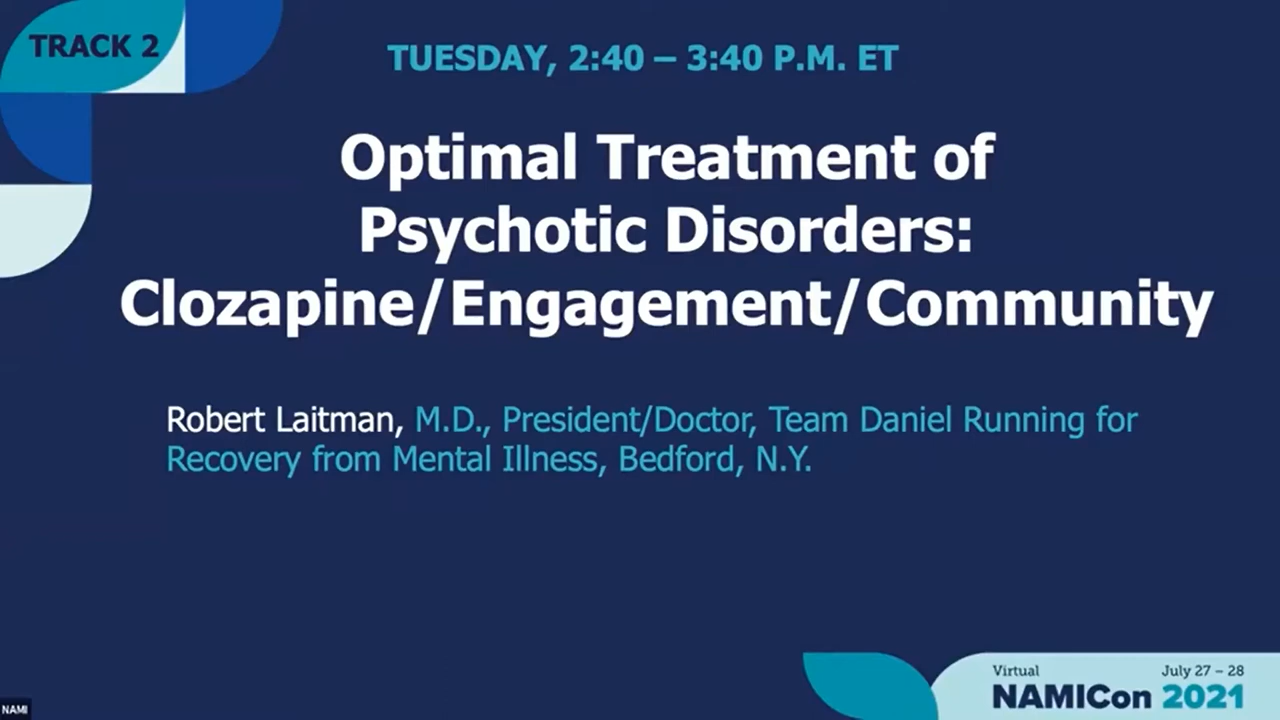 TRACK 2
TUESDAY, 2:40 – 3:40 P.M. ET
Optimal Treatment of
Psychotic Disorders:
Clozapine/Engagement/Community
Robert Laitman, M.D., President/Doctor, Team Daniel Running for
Recovery from Mental Illness, Bedford, N.Y.
Virtual July 27 – 28
NAMICon 2021
NAMI